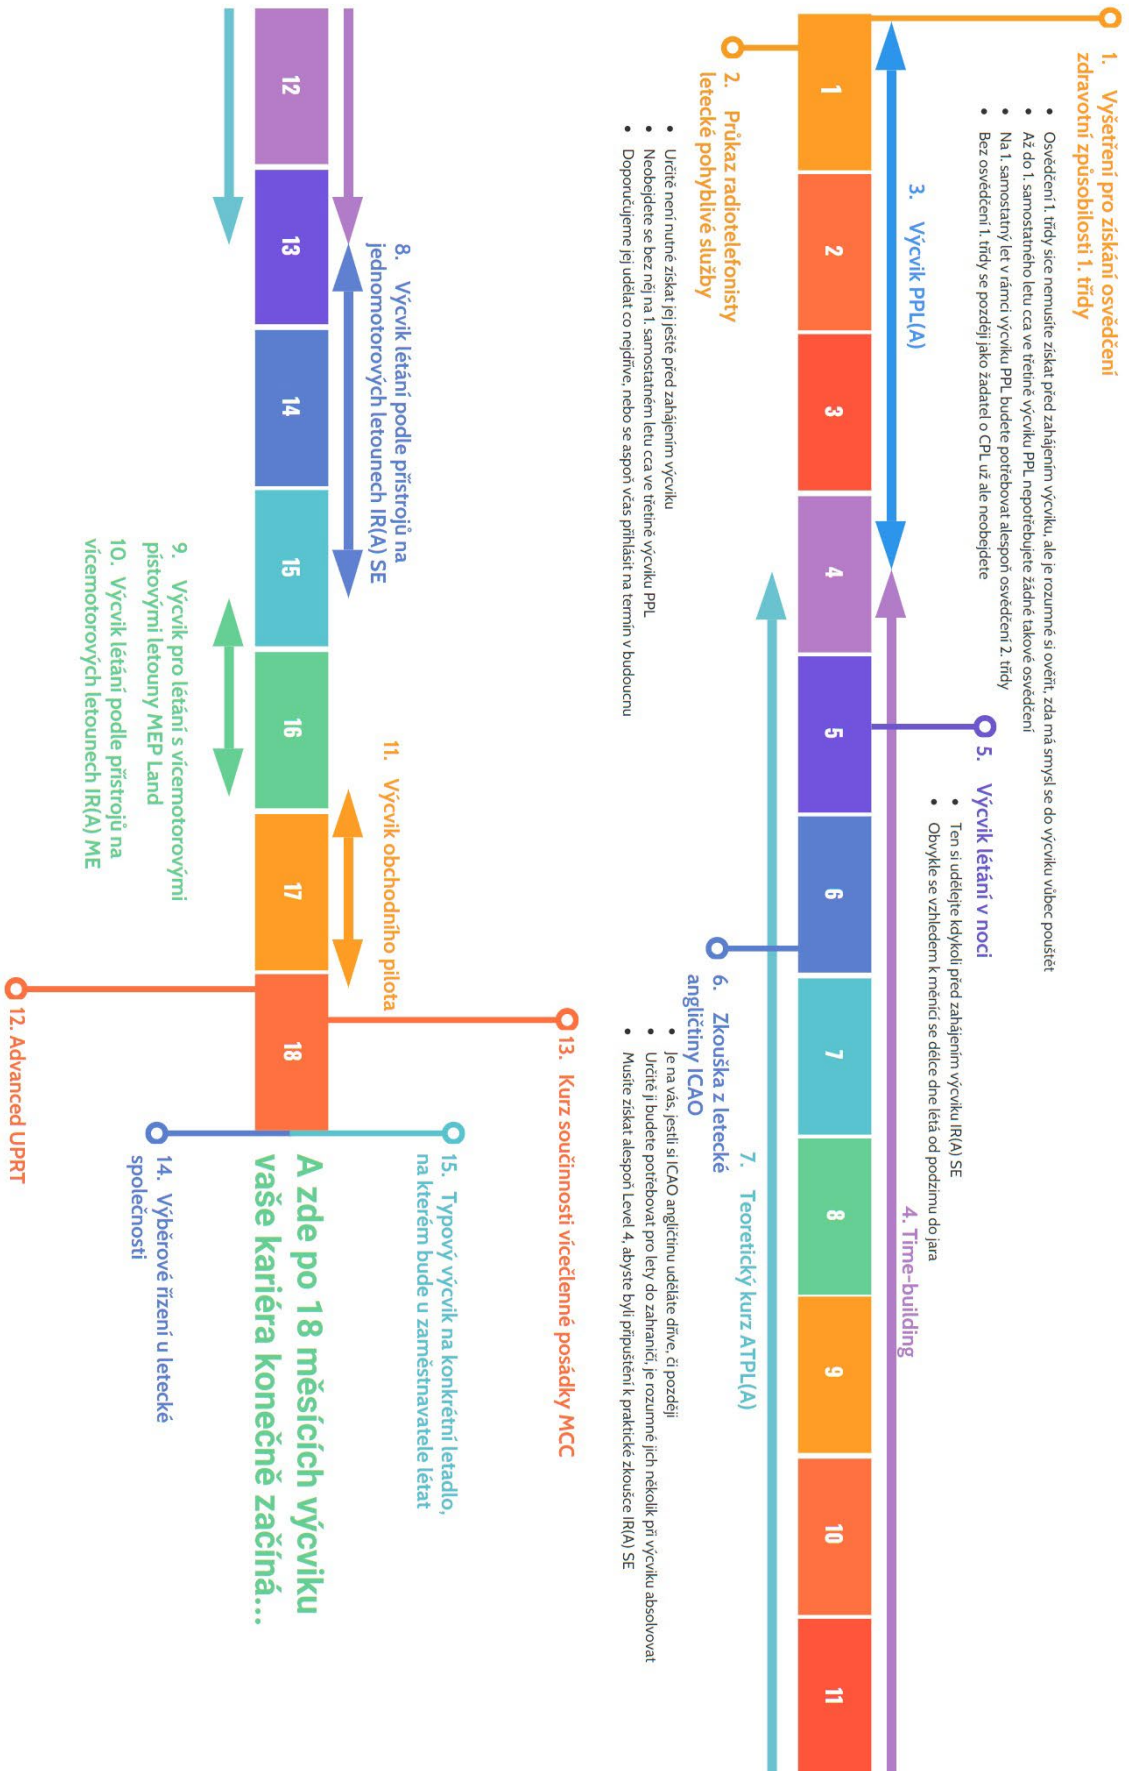 1. Vyšetření pro získání osvědčení
zdravotní způsobilosti 1. třídy
• Osvědčení 1. třídy sice nemusíte získat před zahájením výcviku, ale je rozumné si ověřit, zda má smysl se do výcviku vůbec pouštět
• Až do 1. samostatného letu cca ve třetině výcviku PPL nepotřebujete žádné takové osvědčení
• Na 1. samostatný let v rámci výcviku PPL budete potřebovat alespoň osvědčení 2. třídy
• Bez osvědčení 1. třídy se později jako žadatel o CPL už ale neobejdete
5. Výcvik létání v noci
• Ten si udělejte kdykoli před zahájením výcviku IR(A) SE
• Obvykle se vzhledem k měnící se délce dne létá od podzimu do jara
3. Výcvik PPL(A)
4. Time-building
1 2 3 4 5 6 7 8 9 10 11
7. Teoretický kurz ATPL(A)
2. Průkaz radiotelefonisty
letecké pohyblivé služby
• Určitě není nutné získat jej ještě před zahájením výcviku
• Neobejdete se bez něj na 1. samostatném letu cca ve třetině výcviku PPL
• Doporučujeme jej udělat co nejdříve, nebo se aspoň včas přihlásit na termín v budoucnu
6. Zkouška z letecké
angličtiny ICAO
• Je na vás, jestli si ICAO angličtinu uděláte dříve, či později
• Určitě ji budete potřebovat pro lety do zahraničí, je rozumné jich několik při výcviku absolvovat
• Musíte získat alespoň Level 4, abyste byli připuštění k praktické zkoušce IR(A) SE
13. Kurz součinnosti vícečlenné posádky MCC
15. Typový výcvik na konkrétní letadlo,
na kterém bude u zaměstnavatele létat
8. Výcvik létání podle přístrojů na
jednomotorových letounech IR(A) SE
11. Výcvik obchodního pilota
12 13 14 15 16 17 18
A zde po 18 měsících výcviku
vaše kariéra konečně začíná...
9. Výcvik pro létání s vícemotorovými
pístovými letouny MEP Land
10. Výcvik létání podle přístrojů na
vícemotorových letounech IR(A) ME
14. Výběrové řízení u letecké
společnosti
12. Advanced UPRT